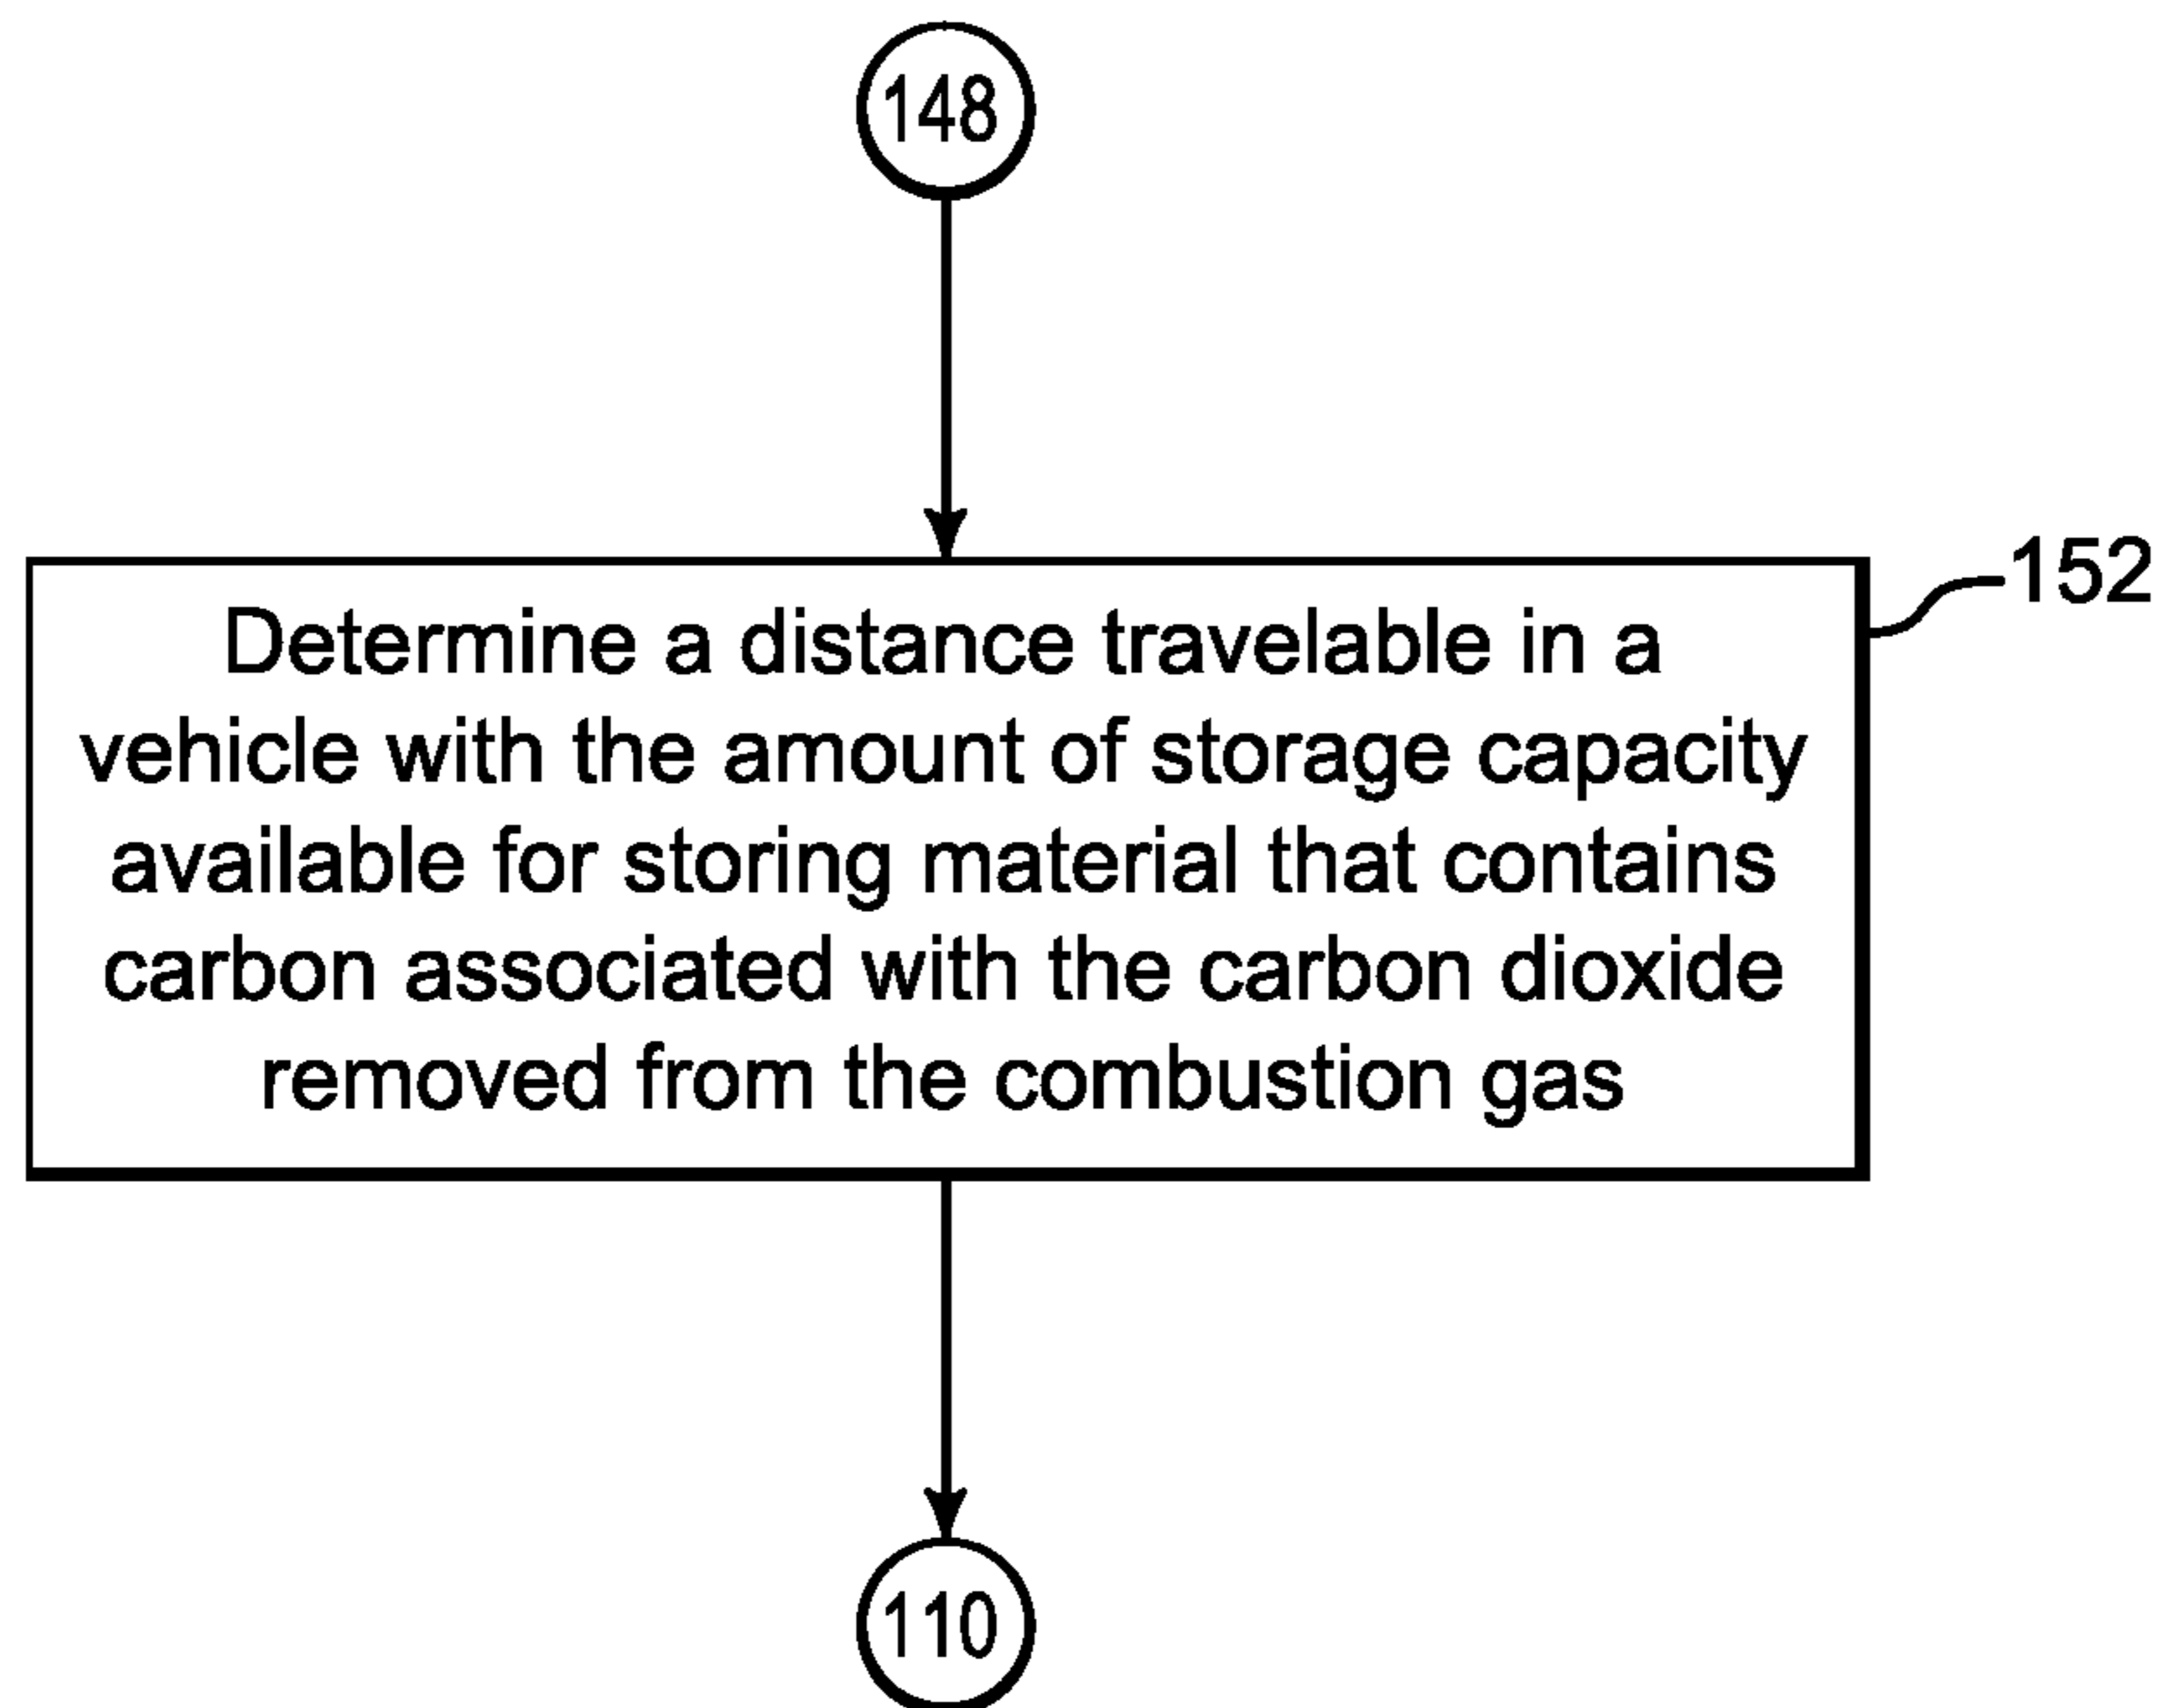 148
152
Determine a distance travelable in a
vehicle with the amount of storage capacity
available for storing material that contains
carbon associated with the carbon dioxide
removed from the combustion gas
110